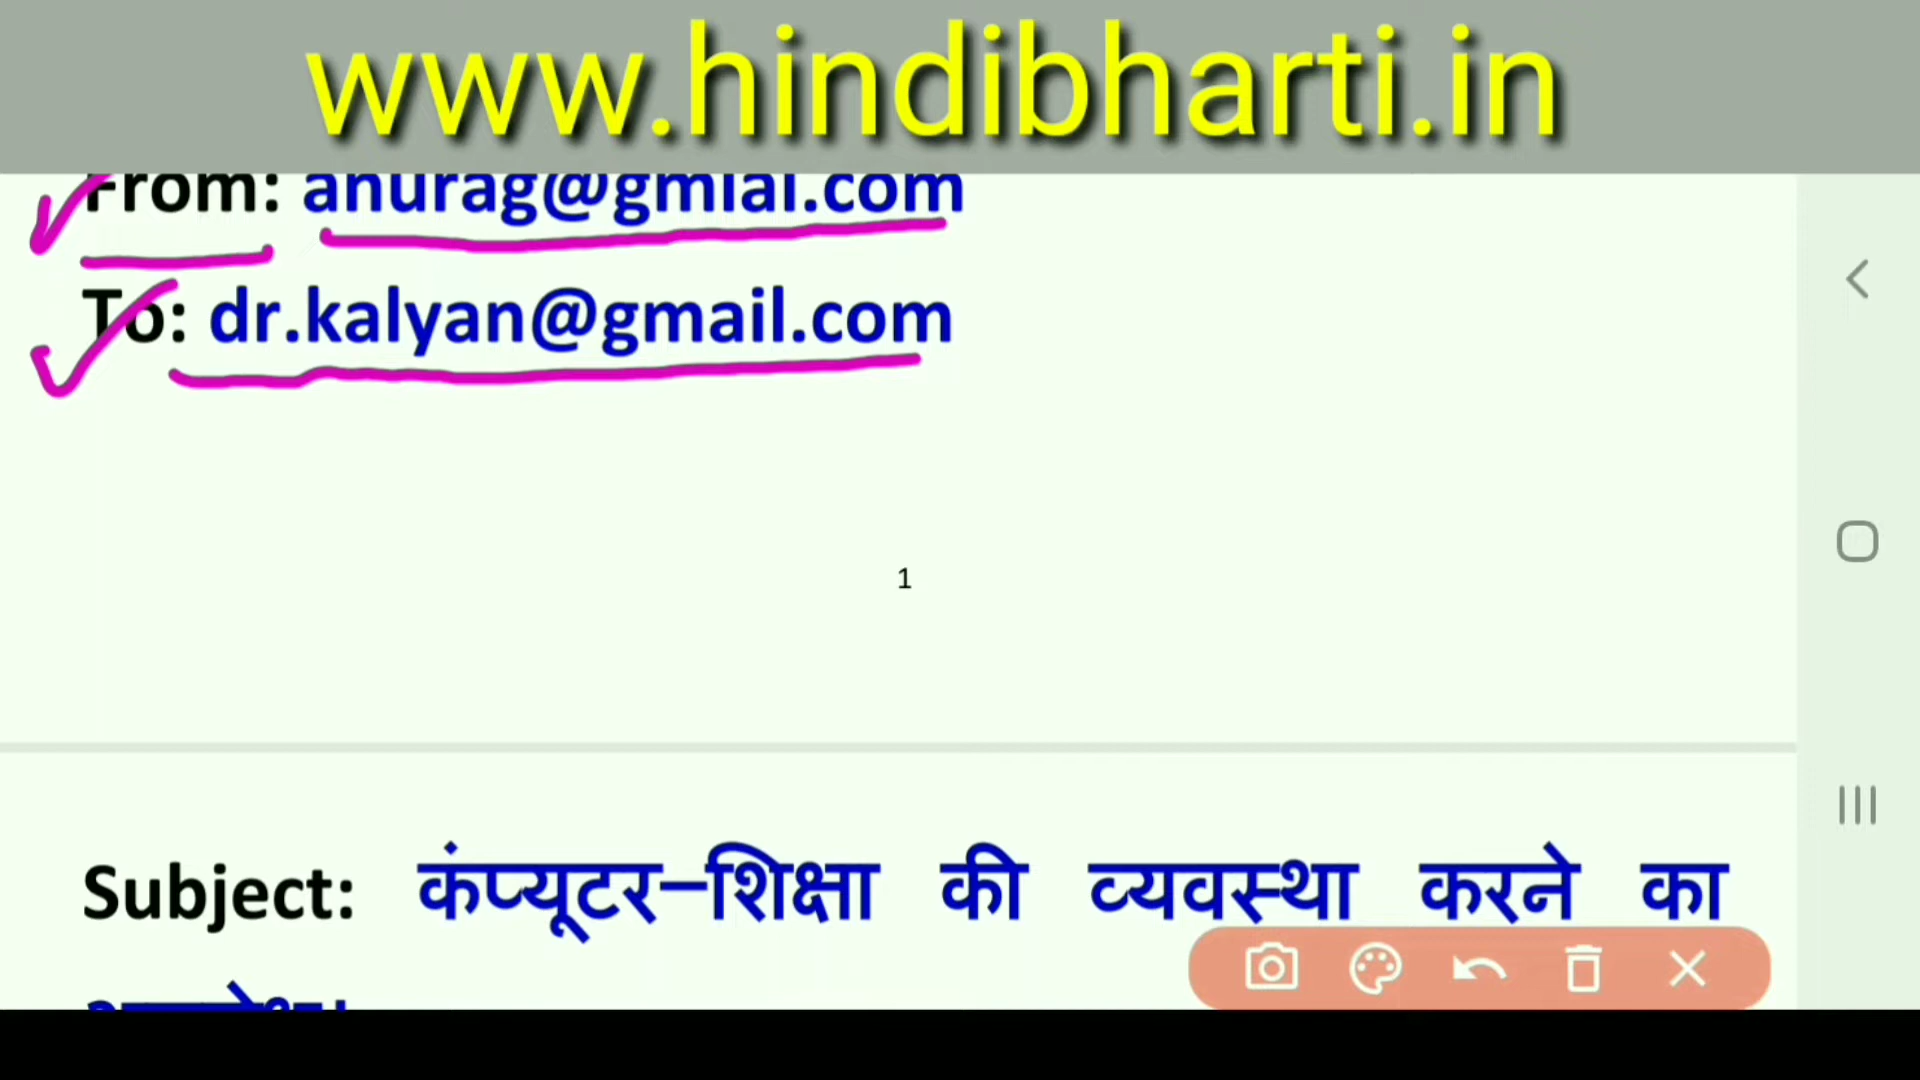 www.hindibharti.in
From: anurag@gmial.com
To: dr.kalyan@gmail.com
1
Subject: कंप्यूटर–शिक्षा की व्यवस्था करने का